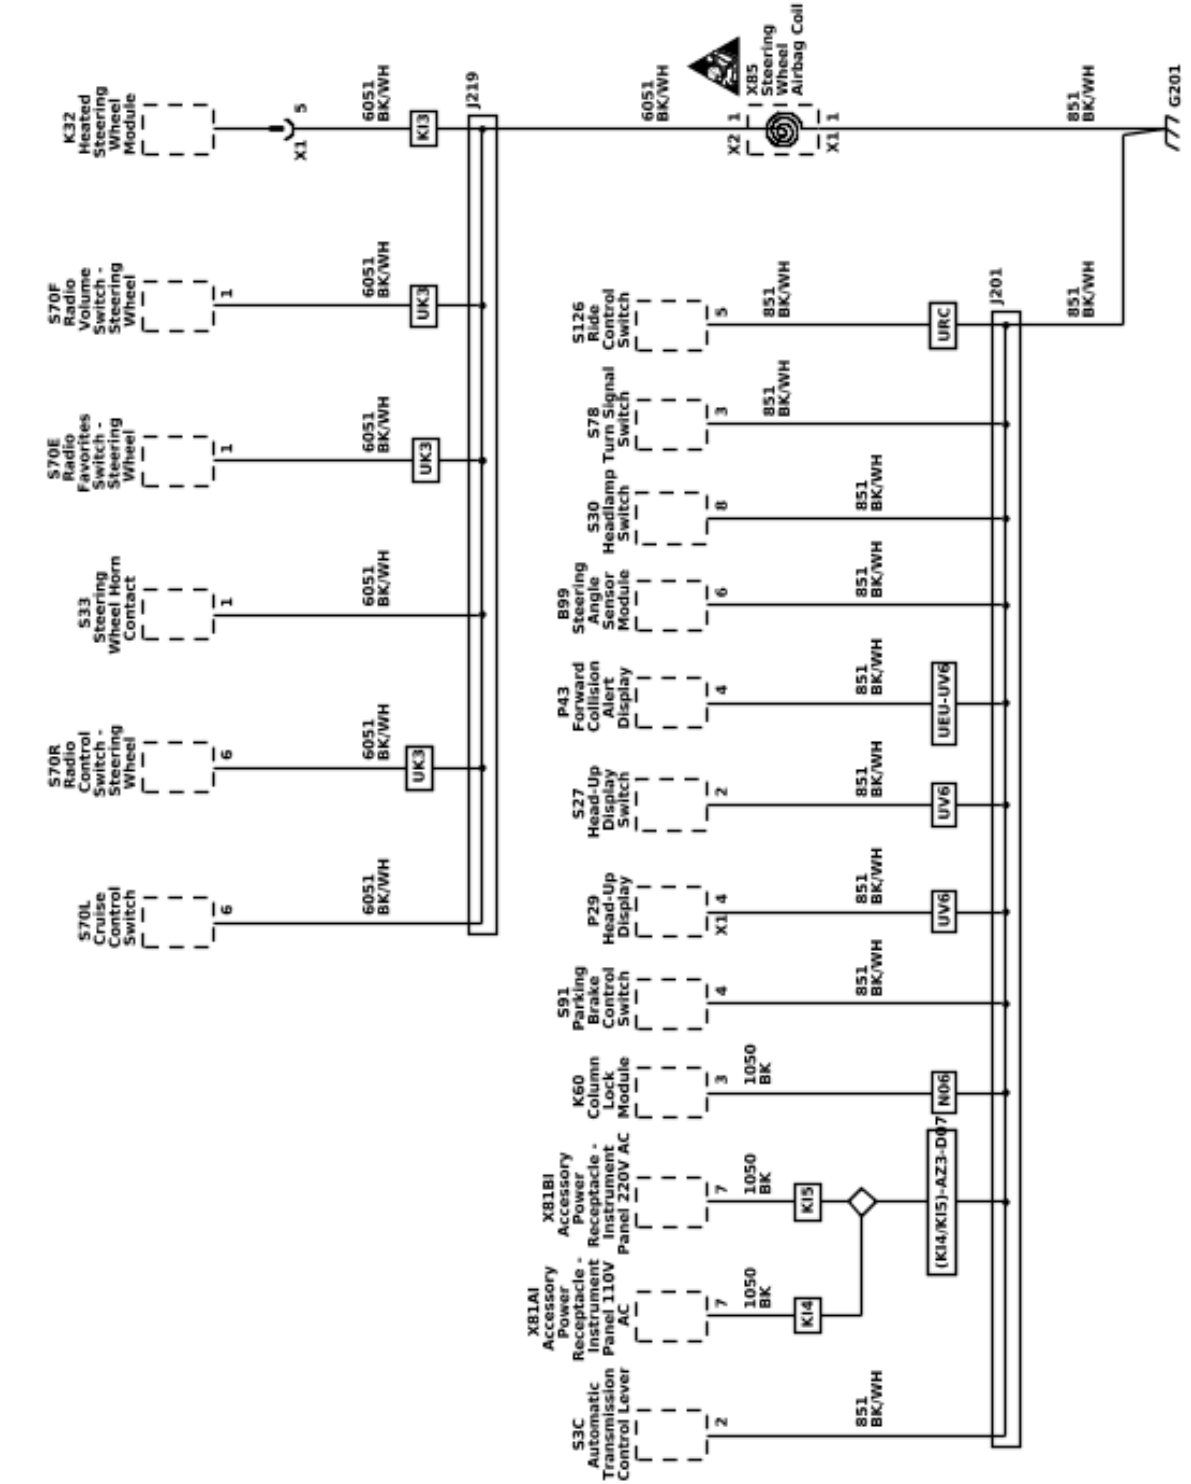 S70L
Cruise
Control
Switch
6
6051
BK/WH
S70R
Radio
Control
Switch -
Steering
Wheel
6
6051
BK/WH
UK3
S33
Steering
Wheel Horn
Contact
1
6051
BK/WH
S70E
Radio
Favorites
Switch -
Steering
Wheel
1
6051
BK/WH
UK3
S70F
Radio
Volume
Switch -
Steering
Wheel
1
6051
BK/WH
UK3
K32
Heated
Steering
Wheel
Module
X1
5
6051
BK/WH
KI3
J219
6051
BK/WH
X85
Steering
Wheel
Airbag Coil
X2
1
X1
1
851
BK/WH
G201
S3C
Automatic
Transmission
Control Lever
2
851
BK/WH
X81AI
Accessory
Power
Receptacle -
Instrument
Panel 110V
AC
7
1050
BK
KI4
X81BI
Accessory
Power
Receptacle -
Instrument
Panel 220V AC
7
1050
BK
KI5
(KI4/KI5)-AZ3-D07
K60
Column
Lock
Module
3
1050
BK
N06
S91
Parking
Brake
Control
Switch
4
851
BK/WH
P29
Head-Up
Display
X1
4
851
BK/WH
UV6
S27
Head-Up
Display
Switch
2
851
BK/WH
UV6
P43
Forward
Collision
Alert
Display
4
851
BK/WH
UEU-UV6
B99
Steering
Angle
Sensor
Module
6
851
BK/WH
S30
Headlamp
Switch
8
851
BK/WH
S78
Turn Signal
Switch
3
851
BK/WH
S126
Ride
Control
Switch
5
851
BK/WH
URC
J201
851
BK/WH